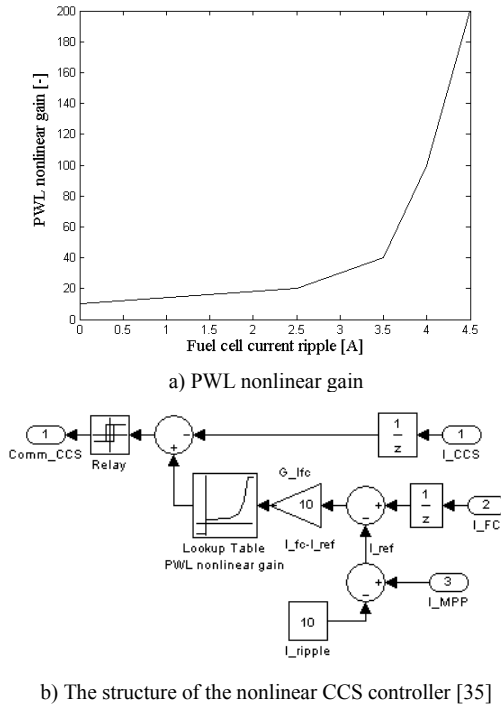 200
180
160
140
120
100
80
60
40
20
0
PWL nonlinear gain [-]
0 0.5 1 1.5 2 2.5 3 3.5 4 4.5
Fuel cell current ripple [A]
a) PWL nonlinear gain
1
Comm_CCS
Relay
-
+
1
z
1
I_CCS
G_Ifc
10
Lookup Table
PWL nonlinear gain
I_fc-I_ref
+
-
1
z
2
I_FC
I_ref
+
-
3
I_MPP
10
I_ripple
b) The structure of the nonlinear CCS controller [35]